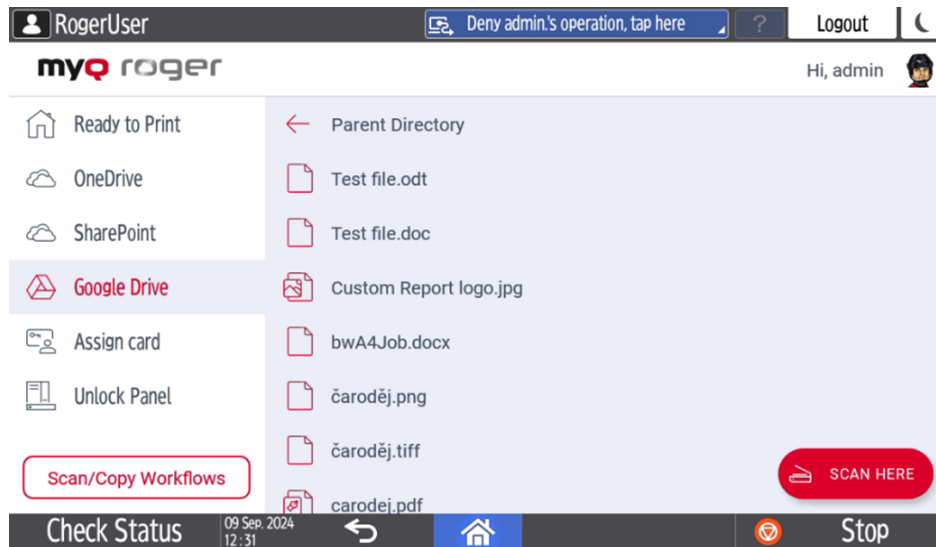 RogerUser
Deny admin.'s operation, tap here
?
Logout
myQ roger
Hi, admin
Ready to Print
OneDrive
SharePoint
Google Drive
Assign card
Unlock Panel
Scan/Copy Workflows
Parent Directory
Test file.odt
Test file.doc
Custom Report logo.jpg
bwA4Job.docx
čaroděj.png
čaroděj.tiff
carodej.pdf
SCAN HERE
Check Status
09 Sep. 2024
12:31
Stop